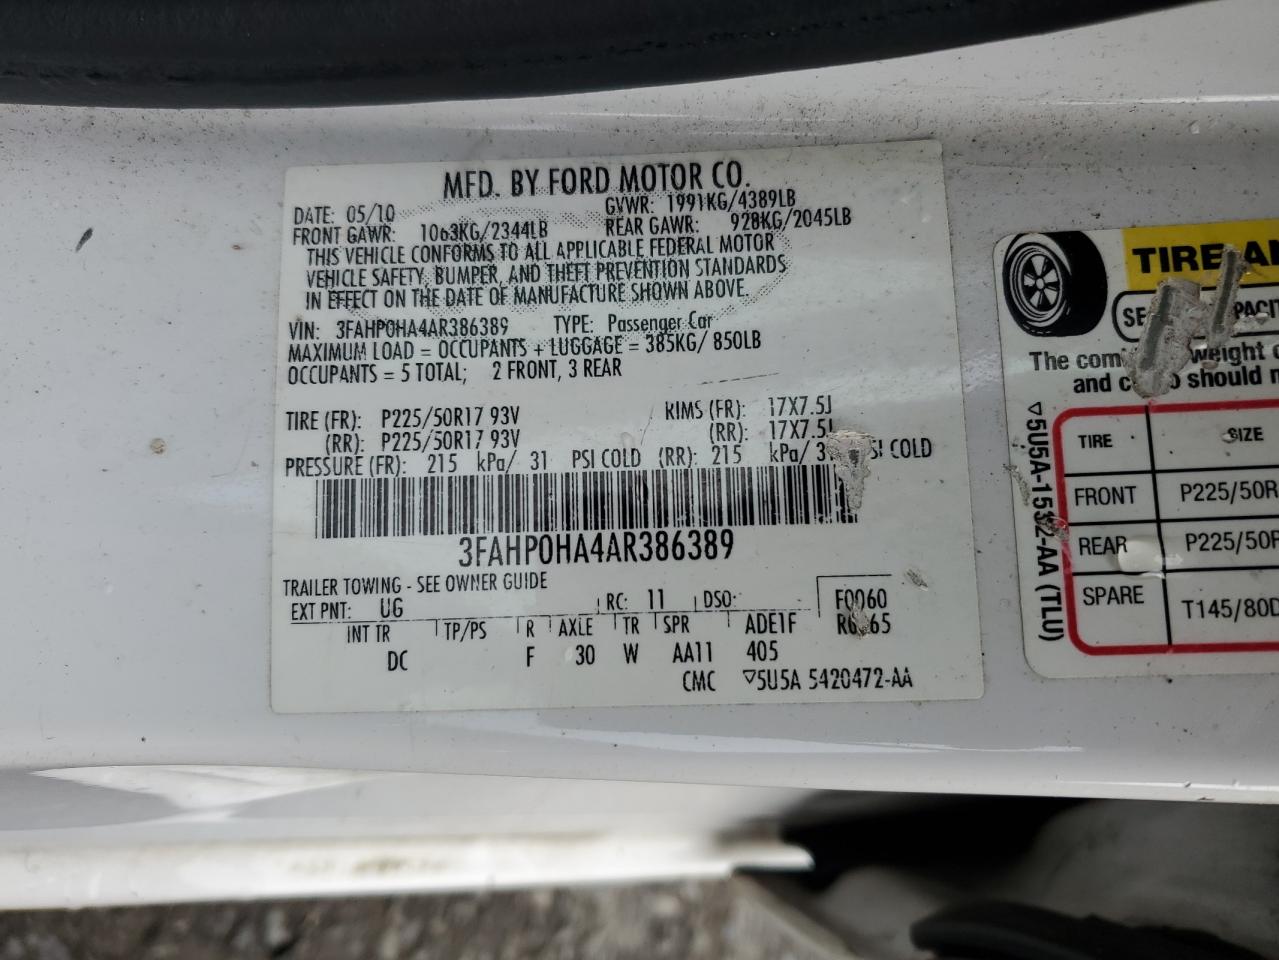 MFD. BY FORD MOTOR CO.
DATE: 05/10 GVWR: 1991KG/4389LB
FRONT GAWR: 1063KG/2344LB REAR GAWR: 928KG/2045LB
THIS VEHICLE CONFORMS TO ALL APPLICABLE FEDERAL MOTOR
VEHICLE SAFETY, BUMPER, AND THEFT PREVENTION STANDARDS
IN EFFECT ON THE DATE OF MANUFACTURE SHOWN ABOVE.
VIN: 3FAHP0HA4AR386389 TYPE: Passenger Car
MAXIMUM LOAD = OCCUPANTS + LUGGAGE = 385KG/ 850LB
OCCUPANTS = 5 TOTAL; 2 FRONT, 3 REAR
TIRE (FR): P225/50R17 93V RIMS (FR): 17X7.5J
(RR): P225/50R17 93V (RR): 17X7.5J
PRESSURE (FR): 215 kPa/ 31 PSI COLD (RR): 215 kPa/ 31 PSI COLD
3FAHP0HA4AR386389
TRAILER TOWING - SEE OWNER GUIDE
EXT PNT: UG RC: 11 DSO: F0060
INT TR TP/PS R AXLE TR SPR ADE1F
DC F 30 W AA11 405
CMC ▽5U5A 5420472-AA
TIRE
The weight
and should
▽5U5A-1532-AA (TLU)
TIRE SIZE
FRONT P225/50R
REAR P225/50R
SPARE T145/80D